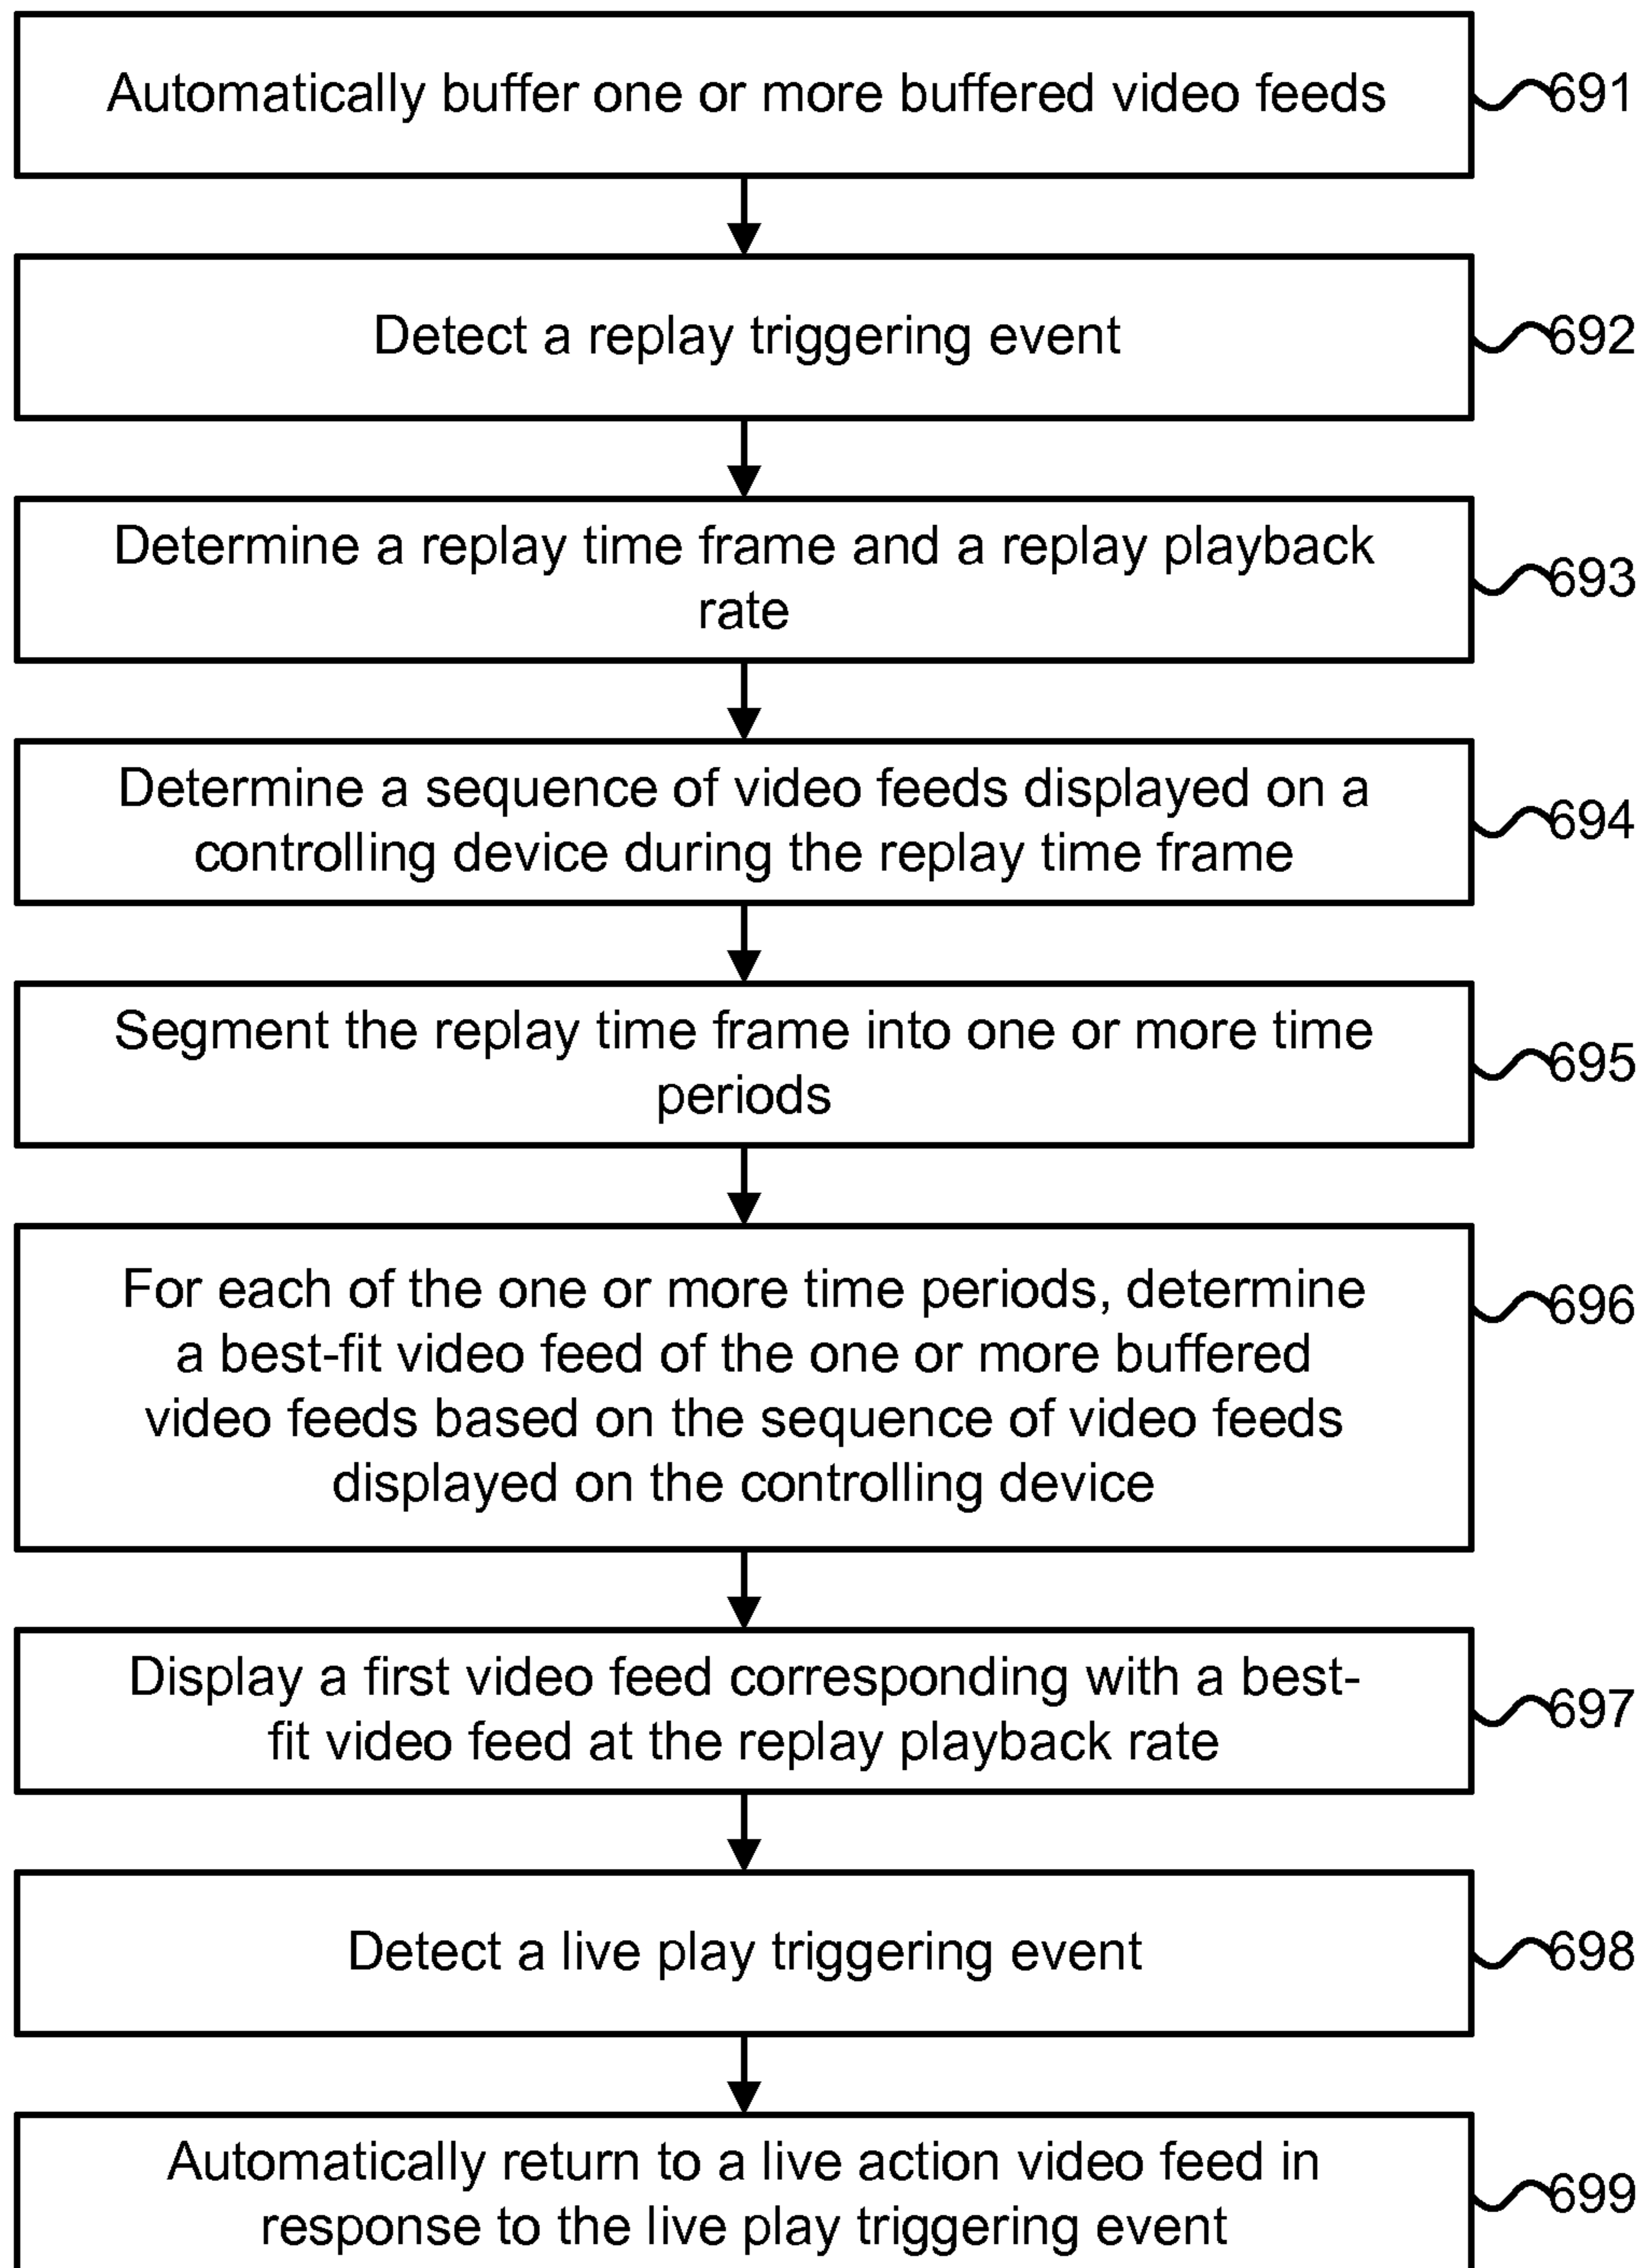 Automatically buffer one or more buffered video feeds
691
Detect a replay triggering event
692
Determine a replay time frame and a replay playback
rate
693
Determine a sequence of video feeds displayed on a
controlling device during the replay time frame
694
Segment the replay time frame into one or more time
periods
695
For each of the one or more time periods, determine
a best-fit video feed of the one or more buffered
video feeds based on the sequence of video feeds
displayed on the controlling device
696
Display a first video feed corresponding with a best-
fit video feed at the replay playback rate
697
Detect a live play triggering event
698
Automatically return to a live action video feed in
response to the live play triggering event
699